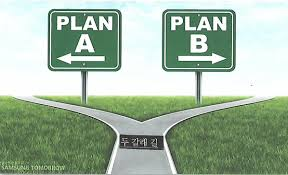 PLAN
A
PLAN
B
두 갈래 길
SAMSUNG TOMORROW